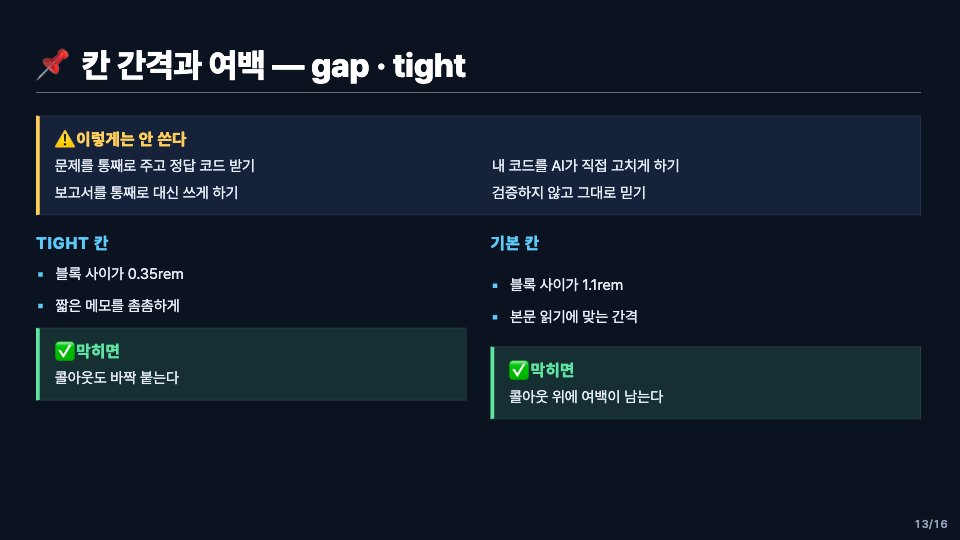 📌 칸 간격과 여백 — gap · tight
⚠️이렇게는 안 쓴다
문제를 통째로 주고 정답 코드 받기
보고서를 통째로 대신 쓰게 하기
내 코드를 AI가 직접 고치게 하기
검증하지 않고 그대로 믿기
TIGHT 칸
▪ 블록 사이가 0.35rem
▪ 짧은 메모를 촘촘하게
✅막히면
콜아웃도 바짝 붙는다
기본 칸
▪ 블록 사이가 1.1rem
▪ 본문 읽기에 맞는 간격
✅막히면
콜아웃 위에 여백이 남는다
13/16